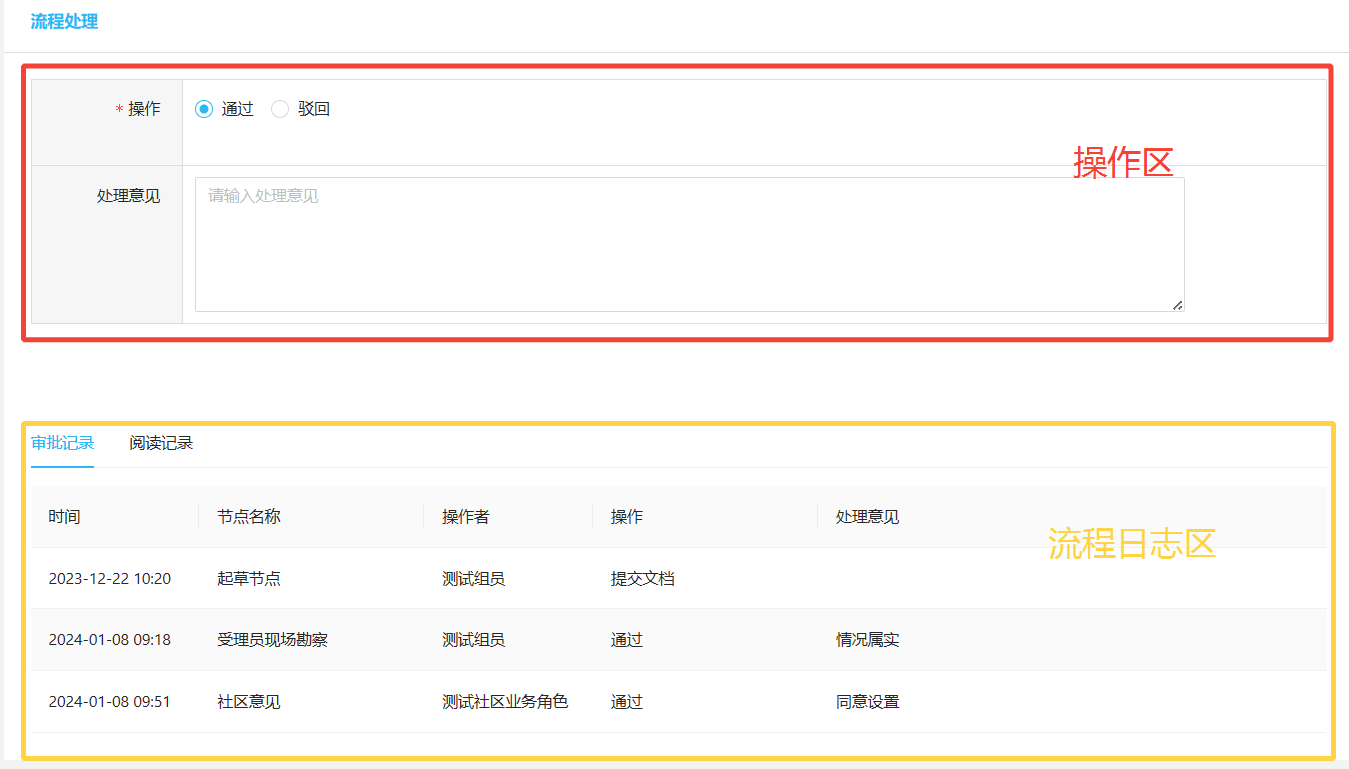 流程处理
* 操作 通过 驳回
操作区
处理意见 请输入处理意见
审批记录 阅读记录
时间 节点名称 操作者 操作 处理意见
流程日志区
2023-12-22 10:20 起草节点 测试组员 提交文档
2024-01-08 09:18 受理员现场勘察 测试组员 通过 情况属实
2024-01-08 09:51 社区意见 测试社区业务角色 通过 同意设置